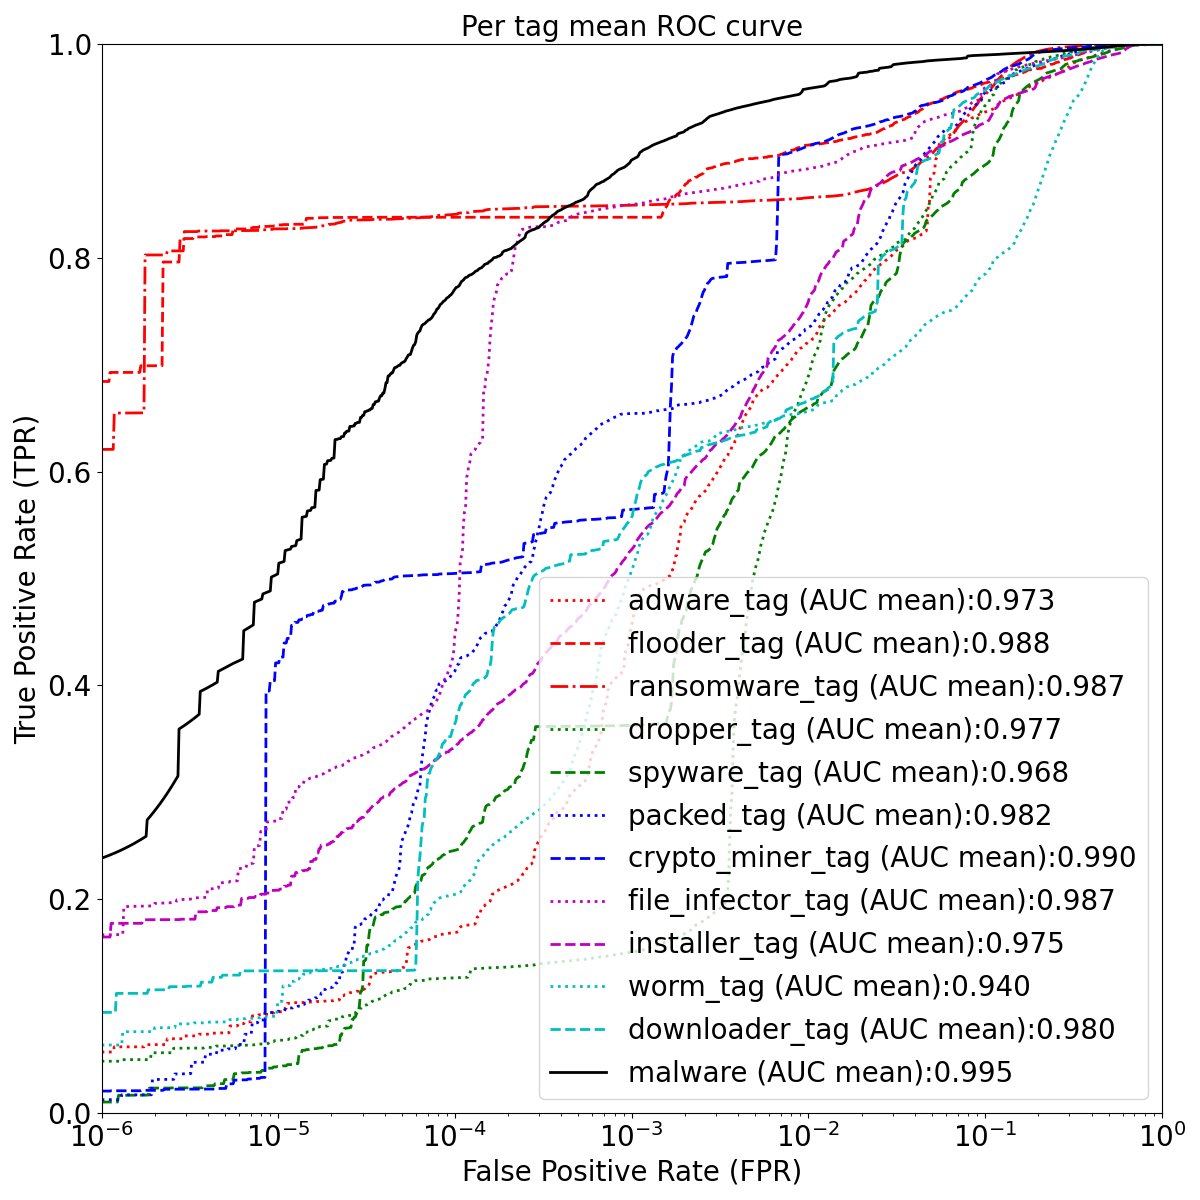 Per tag mean ROC curve
True Positive Rate (TPR)
1.0
0.8
0.6
0.4
0.2
0.0
adware_tag (AUC mean):0.973
flooder_tag (AUC mean):0.988
ransomware_tag (AUC mean):0.987
dropper_tag (AUC mean):0.977
spyware_tag (AUC mean):0.968
packed_tag (AUC mean):0.982
crypto_miner_tag (AUC mean):0.990
file_infector_tag (AUC mean):0.987
installer_tag (AUC mean):0.975
worm_tag (AUC mean):0.940
downloader_tag (AUC mean):0.980
malware (AUC mean):0.995
10⁻⁶ 10⁻⁵ 10⁻⁴ 10⁻³ 10⁻² 10⁻¹ 10⁰
False Positive Rate (FPR)